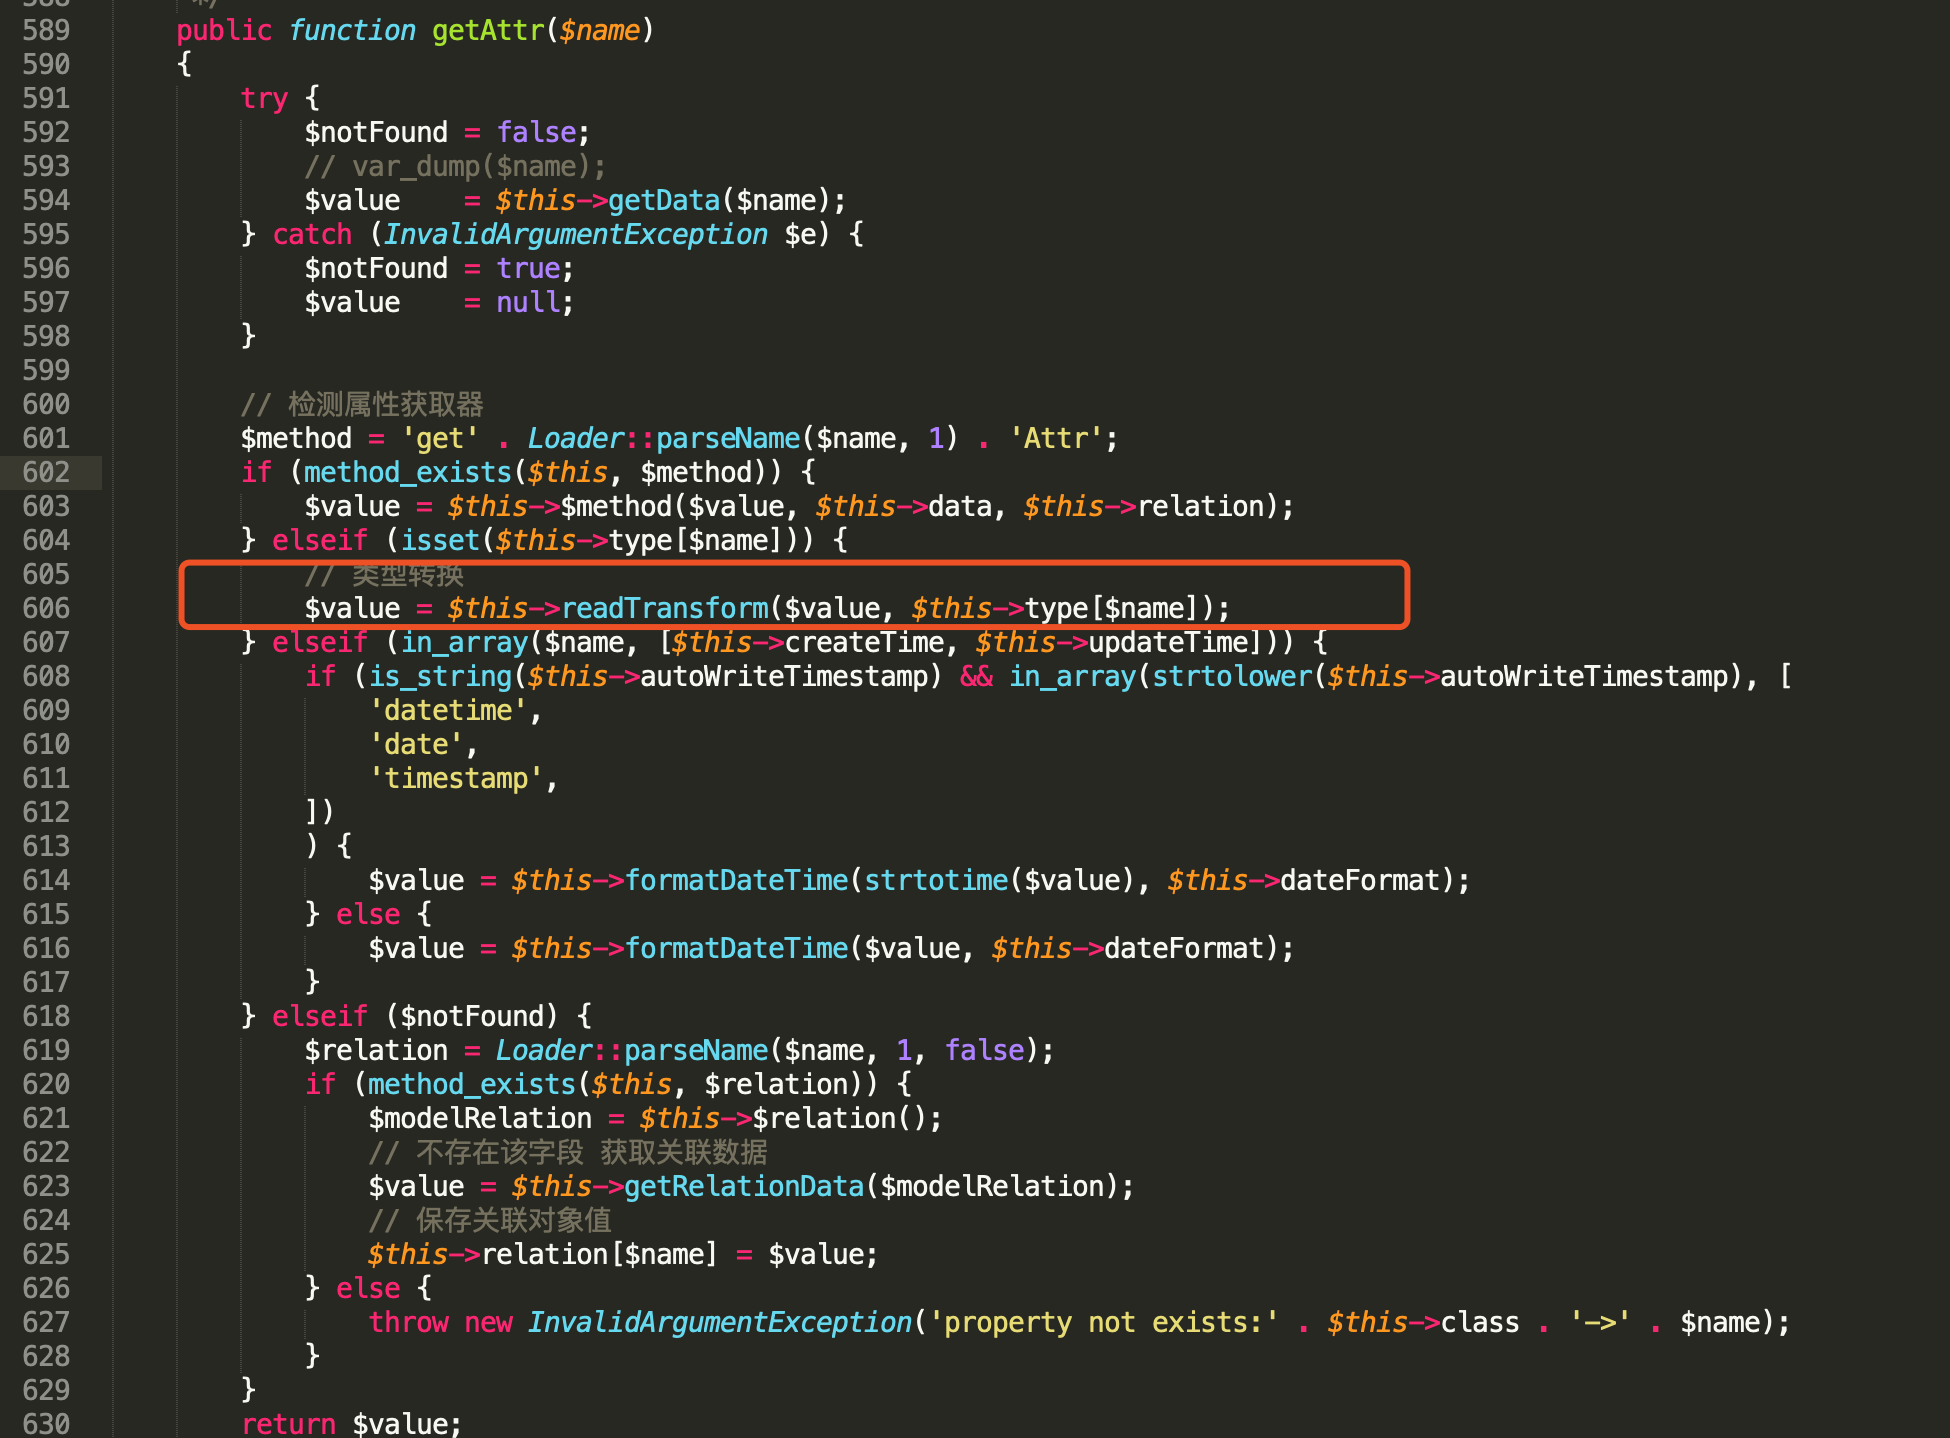 588 */
589 public function getAttr($name)
590 {
591 try {
592 $notFound = false;
593 // var_dump($name);
594 $value    = $this->getData($name);
595 } catch (InvalidArgumentException $e) {
596 $notFound = true;
597 $value    = null;
598 }
599
600 // 检测属性获取器
601 $method = 'get' . Loader::parseName($name, 1) . 'Attr';
602 if (method_exists($this, $method)) {
603 $value = $this->$method($value, $this->data, $this->relation);
604 } elseif (isset($this->type[$name])) {
605 // 类型转换
606 $value = $this->readTransform($value, $this->type[$name]);
607 } elseif (in_array($name, [$this->createTime, $this->updateTime])) {
608 if (is_string($this->autoWriteTimestamp) && in_array(strtolower($this->autoWriteTimestamp), [
609 'datetime',
610 'date',
611 'timestamp',
612 ])
613 ) {
614 $value = $this->formatDateTime(strtotime($value), $this->dateFormat);
615 } else {
616 $value = $this->formatDateTime($value, $this->dateFormat);
617 }
618 } elseif ($notFound) {
619 $relation = Loader::parseName($name, 1, false);
620 if (method_exists($this, $relation)) {
621 $modelRelation = $this->$relation();
622 // 不存在该字段 获取关联数据
623 $value = $this->getRelationData($modelRelation);
624 // 保存关联对象值
625 $this->relation[$name] = $value;
626 } else {
627 throw new InvalidArgumentException('property not exists:' . $this->class . '->' . $name);
628 }
629 }
630 return $value;